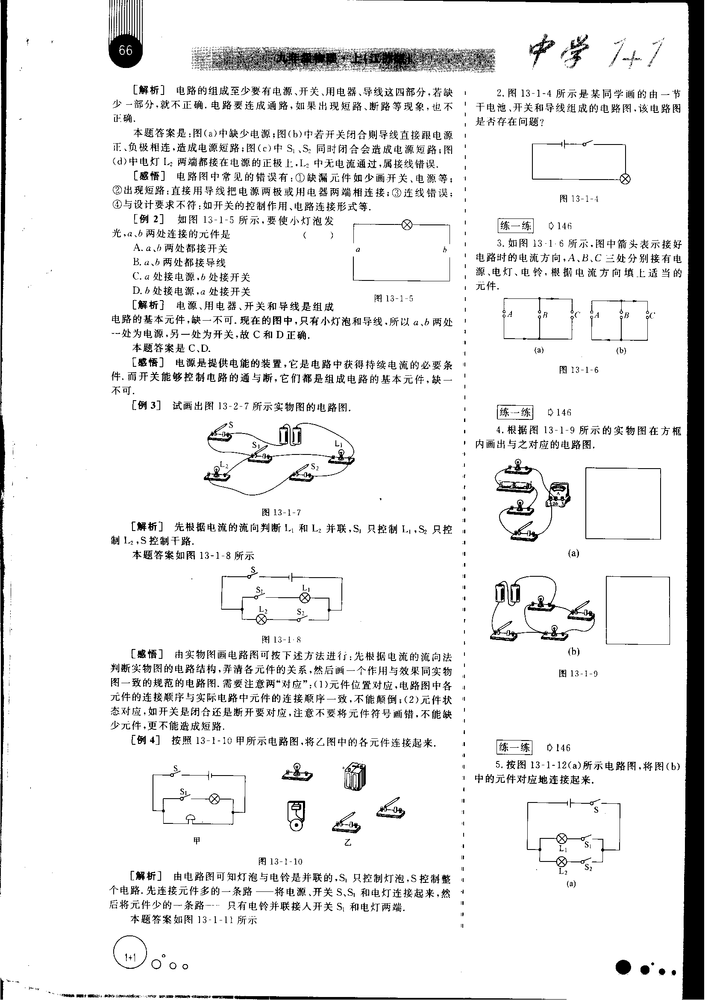 66
九年级物理·上(江苏版)
中学 1+1
[解析] 电路的组成至少要有电源、开关、用电器、导线这四部分,若缺
少一部分,就不正确.电路要连成通路,如果出现短路、断路等现象,也不
正确.
本题答案是:图(a)中缺少电源;图(b)中若开关闭合则导线直接跟电源
正、负极相连,造成电源短路;图(c)中 S₁、S₂ 同时闭合会造成电源短路;图
(d)中电灯 L₂ 两端都接在电源的正极上,L₂ 中无电流通过,属接线错误.
[感悟] 电路图中常见的错误有:①缺漏元件如少画开关、电源等;
②出现短路:直接用导线把电源两极或用电器两端相连接;③连线错误;
④与设计要求不符:如开关的控制作用、电路连接形式等.
[例 2] 如图 13-1-5 所示,要使小灯泡发
光,a、b 两处连接的元件是 ( )
A. a、b 两处都接开关
B. a、b 两处都接导线
C. a 处接电源,b 处接开关
D. b 处接电源,a 处接开关
a b
图 13-1-5
[解析] 电源、用电器、开关和导线是组成
电路的基本元件,缺一不可.现在的图中,只有小灯泡和导线.所以 a、b 两处
一处为电源,另一处为开关,故 C 和 D 正确.
本题答案是 C、D.
[感悟] 电源是提供电能的装置,它是电路中获得持续电流的必要条
件.而开关能够控制电路的通与断,它们都是组成电路的基本元件,缺一
不可.
[例 3] 试画出图 13-2-7 所示实物图的电路图.
S
S₁
L₁
L₂
S₂
图 13-1-7
[解析] 先根据电流的流向判断 L₁ 和 L₂ 并联,S₁ 只控制 L₁,S₂ 只控
制 L₂,S 控制干路.
本题答案如图 13-1-8 所示
S
S₁ L₁
L₂ S₂
图 13-1-8
[感悟] 由实物图画电路图可按下述方法进行:先根据电流的流向法
判断实物图的电路结构,弄清各元件的关系,然后画一个作用与效果同实物
图一致的规范的电路图.需要注意两“对应”:(1)元件位置对应,电路图中各
元件的连接顺序与实际电路中元件的连接顺序一致,不能颠倒;(2)元件状
态对应,如开关是闭合还是断开要对应,注意不要将元件符号画错,不能缺
少元件,更不能造成短路.
[例 4] 按照 13-1-10 甲所示电路图,将乙图中的各元件连接起来.
S
S₁
+
甲 乙
图 13-1-10
[解析] 由电路图可知灯泡与电铃是并联的,S₁ 只控制灯泡,S 控制整
个电路.先连接元件多的一条路——将电源、开关 S、S₁ 和电灯连接起来,然
后将元件少的一条路—— 只有电铃并联接入开关 S₁ 和电灯两端.
本题答案如图 13-1-11 所示
1+1
2.图 13-1-4 所示是某同学画的由一节
干电池、开关和导线组成的电路图,该电路图
是否存在问题?
图 13-1-4
练一练 146
3.如图 13-1-6 所示,图中箭头表示接好
电路时的电流方向,A、B、C 三处分别接有电
源、电灯、电铃,根据电流方向填上适当的
元件.
A B C A B C
(a) (b)
图 13-1-6
练一练 146
4.根据图 13-1-9 所示的实物图在方框
内画出与之对应的电路图.
A
- 0.6 3
(a)
(b)
图 13-1-9
练一练 146
5.按图 13-1-12(a)所示电路图,将图(b)
中的元件对应地连接起来.
S
L₁ S₁
L₂ S₂
(a)